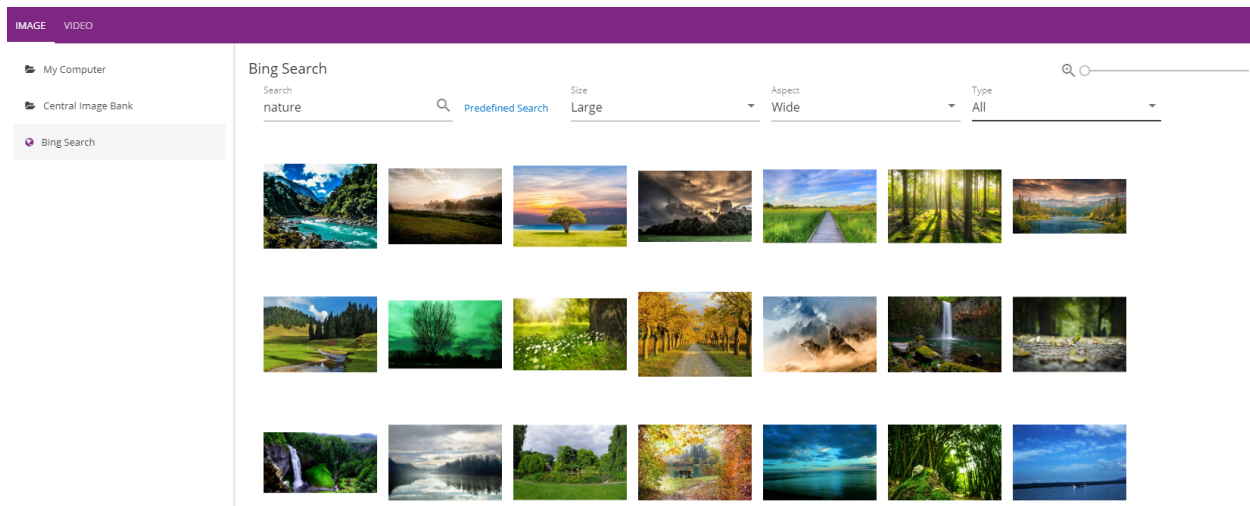 IMAGE VIDEO
My Computer
Central Image Bank
Bing Search
Bing Search
Search
nature
Predefined Search
Size
Large
Aspect
Wide
Type
All